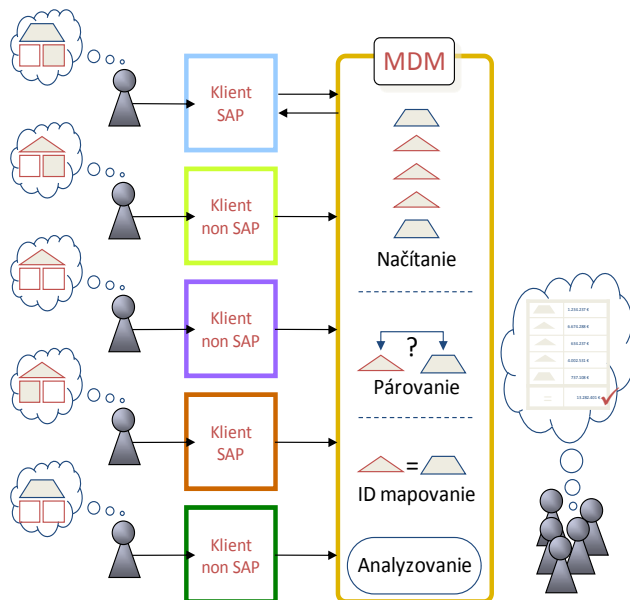 Klient
SAP
Klient
non SAP
Klient
non SAP
Klient
SAP
Klient
non SAP
MDM
Načítanie
?
Párovanie
=
ID mapovanie
Analyzovanie